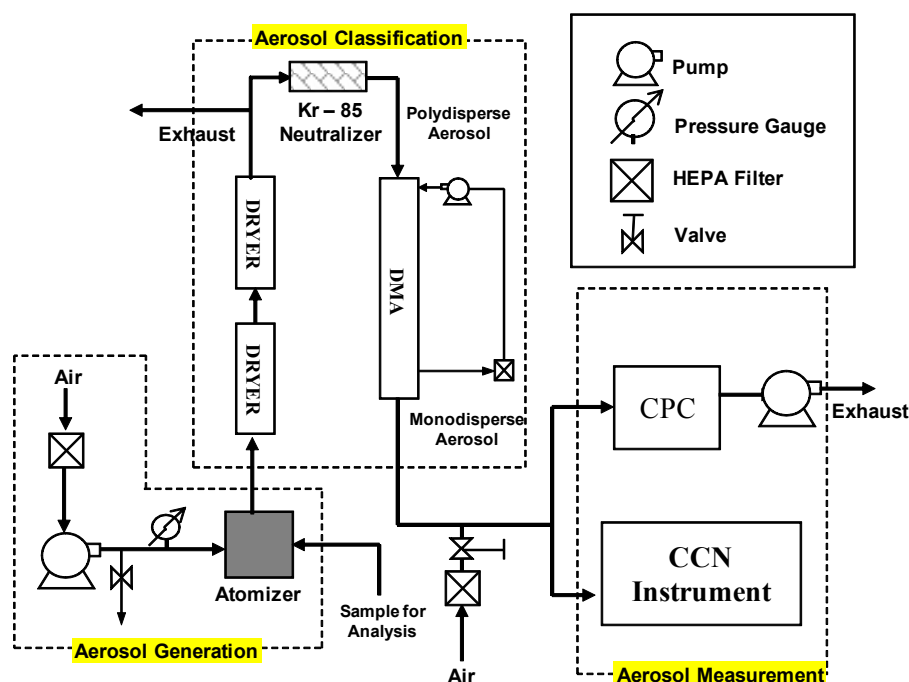 Aerosol Classification
Exhaust
Kr – 85
Neutralizer
Polydisperse
Aerosol
DRYER
DRYER
DMA
Monodisperse
Aerosol
Pump
Pressure Gauge
HEPA Filter
Valve
Air
Atomizer
Sample for
Analysis
Aerosol Generation
Air
CPC
Exhaust
CCN
Instrument
Aerosol Measurement